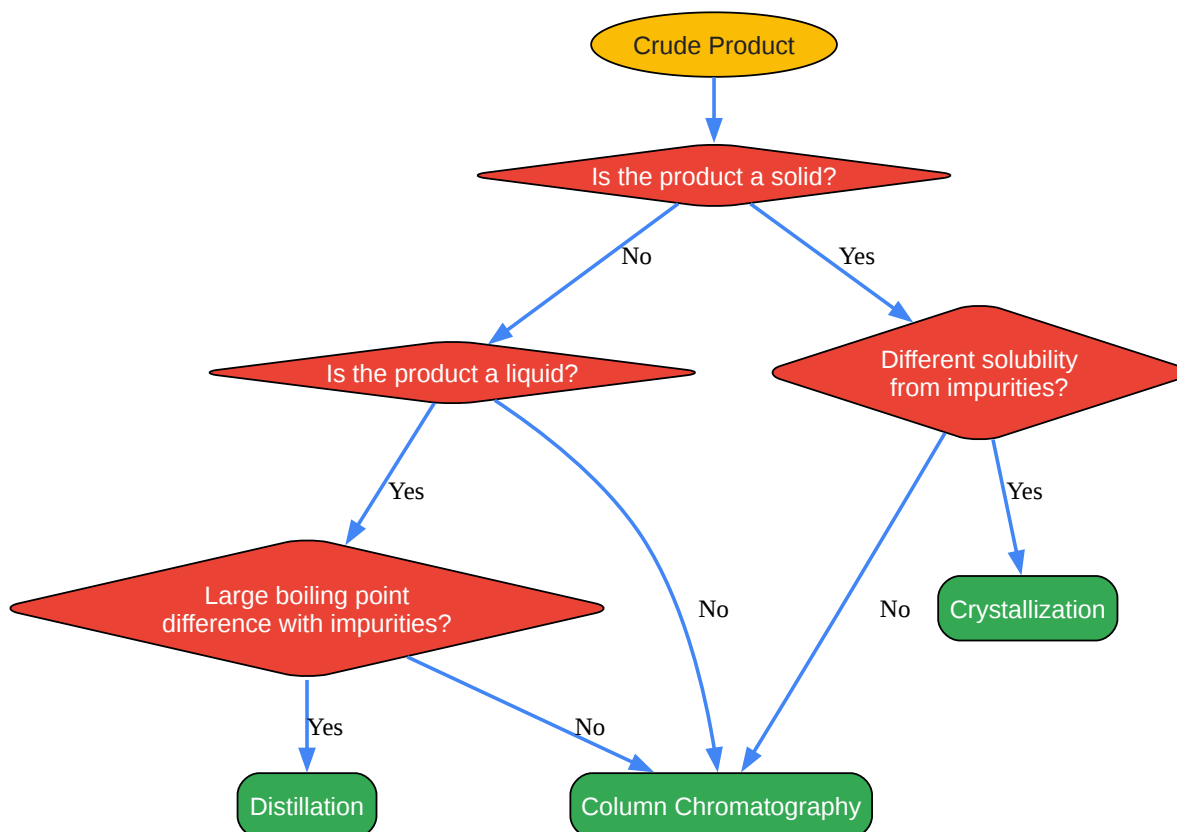 Crude Product
Is the product a solid?
No
Yes
Is the product a liquid?
Different solubility
from impurities?
Yes
Yes
Large boiling point
difference with impurities?
No
No
Crystallization
Yes
No
Distillation
Column Chromatography